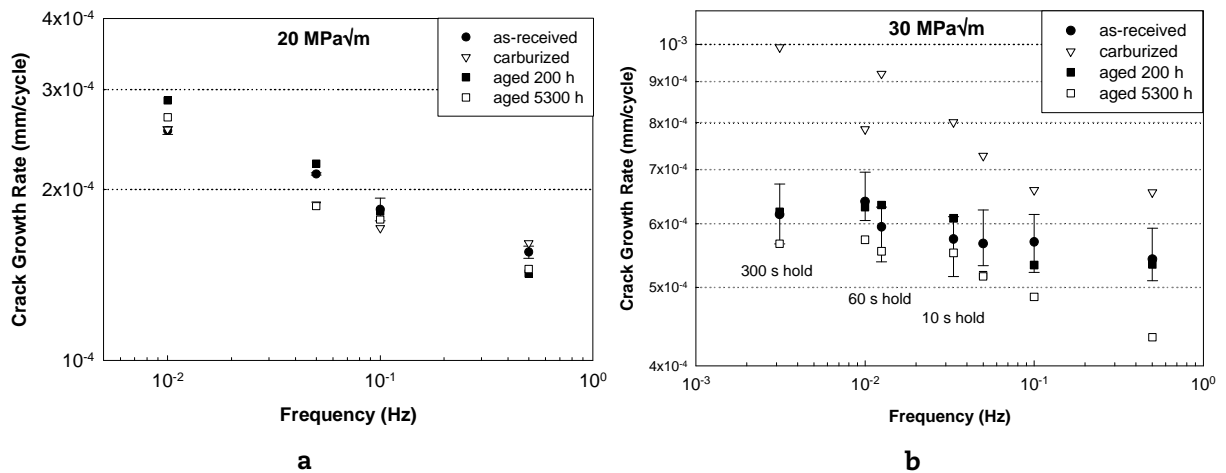 20 MPa√m
as-received
carburized
aged 200 h
aged 5300 h
4x10-4
3x10-4
2x10-4
10-4
Crack Growth Rate (mm/cycle)
10-2
10-1
100
Frequency (Hz)
a
30 MPa√m
as-received
carburized
aged 200 h
aged 5300 h
10-3
9x10-4
8x10-4
7x10-4
6x10-4
5x10-4
4x10-4
Crack Growth Rate (mm/cycle)
300 s hold
60 s hold
10 s hold
10-3
10-2
10-1
100
Frequency (Hz)
b